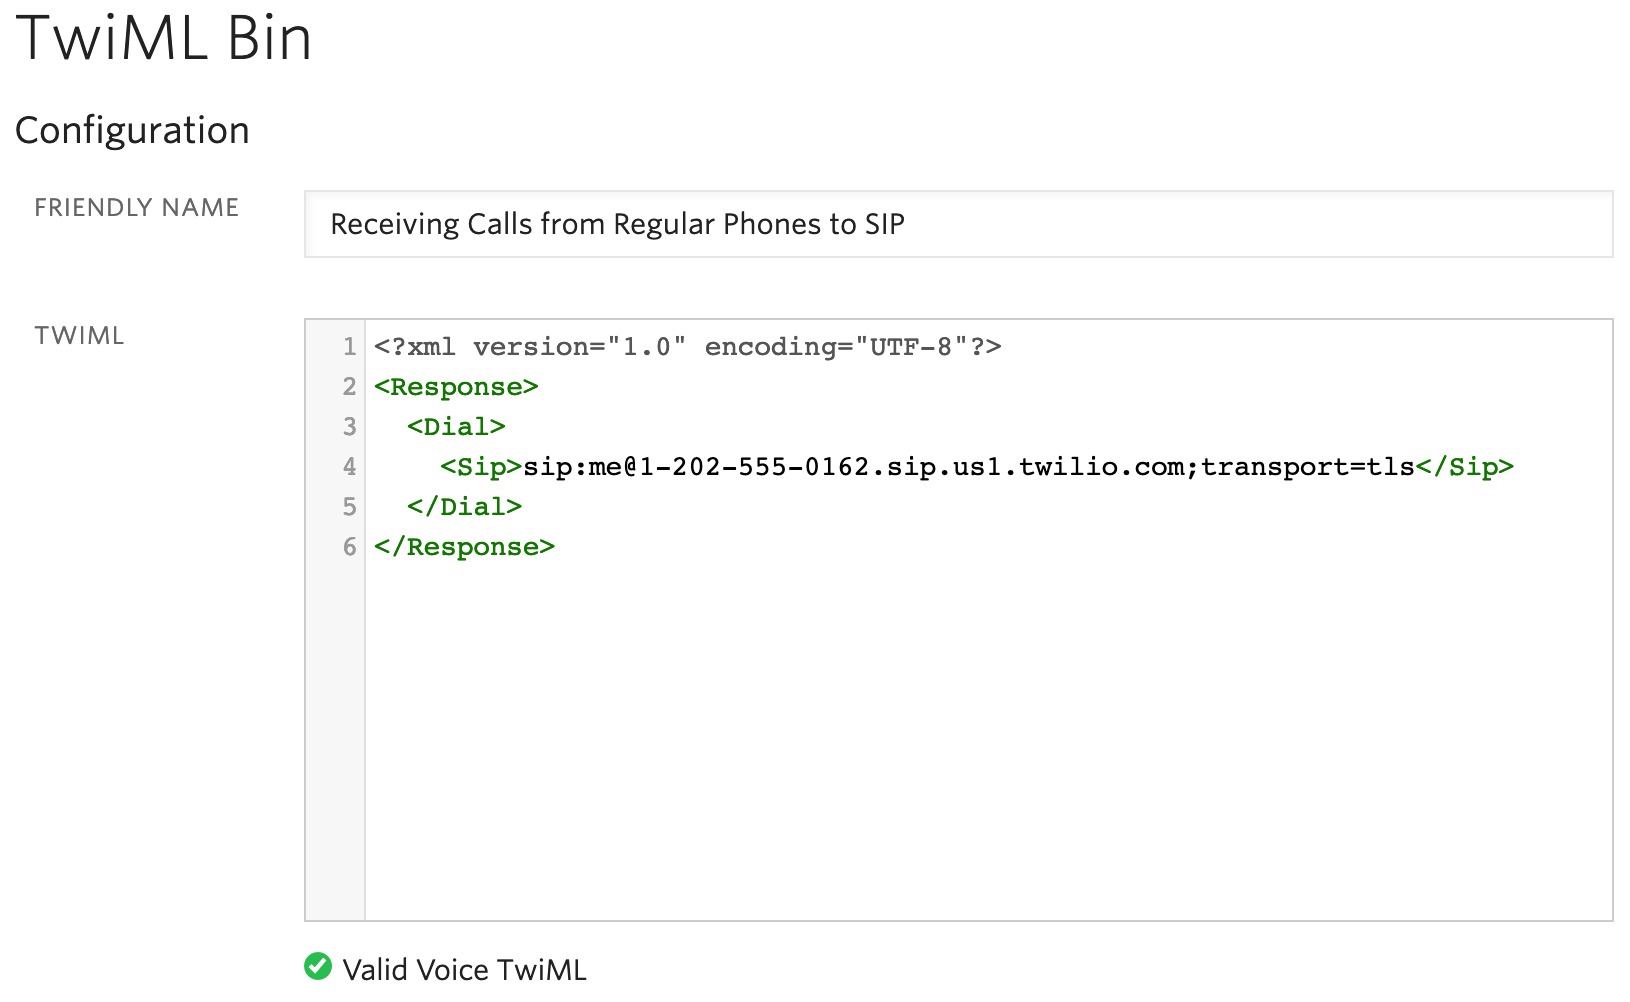 TwiML Bin
Configuration
FRIENDLY NAME
Receiving Calls from Regular Phones to SIP
TWIML
1 <?xml version="1.0" encoding="UTF-8"?>
2 <Response>
3   <Dial>
4     <Sip>sip:me@1-202-555-0162.sip.us1.twilio.com;transport=tls</Sip>
5   </Dial>
6 </Response>
Valid Voice TwiML